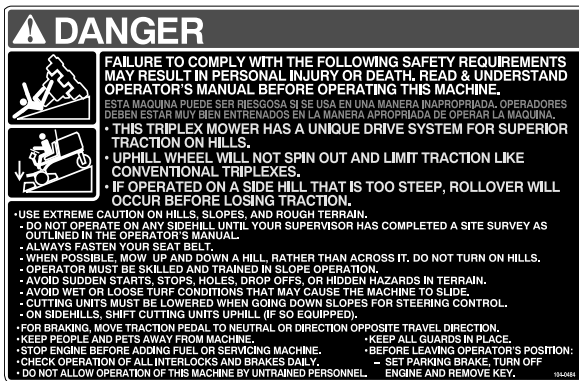 DANGER
FAILURE TO COMPLY WITH THE FOLLOWING SAFETY REQUIREMENTS
MAY RESULT IN PERSONAL INJURY OR DEATH. READ & UNDERSTAND
OPERATOR'S MANUAL BEFORE OPERATING THIS MACHINE.
ESTA MAQUINA PUEDE SER RIESGOSA SI SE USA EN UNA MANERA INAPROPRIADA. OPERADORES
DEBEN ESTAR MUY BIEN ENTRENADOS EN LA MANERA APROPRIADA DE OPERAR LA MAQUINA.
• THIS TRIPLEX MOWER HAS A UNIQUE DRIVE SYSTEM FOR SUPERIOR
TRACTION ON HILLS.
• UPHILL WHEEL WILL NOT SPIN OUT AND LIMIT TRACTION LIKE
CONVENTIONAL TRIPLEXES.
• IF OPERATED ON A SIDE HILL THAT IS TOO STEEP, ROLLOVER WILL
OCCUR BEFORE LOSING TRACTION.
•USE EXTREME CAUTION ON HILLS, SLOPES, AND ROUGH TERRAIN.
- DO NOT OPERATE ON ANY SIDEHILL UNTIL YOUR SUPERVISOR HAS COMPLETED A SITE SURVEY AS
OUTLINED IN THE OPERATOR'S MANUAL.
- ALWAYS FASTEN YOUR SEAT BELT.
- WHEN POSSIBLE, MOW UP AND DOWN A HILL, RATHER THAN ACROSS IT. DO NOT TURN ON HILLS.
- OPERATOR MUST BE SKILLED AND TRAINED IN SLOPE OPERATION.
- AVOID SUDDEN STARTS, STOPS, HOLES, DROP OFFS, OR HIDDEN HAZARDS IN TERRAIN.
- AVOID WET OR LOOSE TURF CONDITIONS THAT MAY CAUSE THE MACHINE TO SLIDE.
- CUTTING UNITS MUST BE LOWERED WHEN GOING DOWN SLOPES FOR STEERING CONTROL.
- ON SIDEHILLS, SHIFT CUTTING UNITS UPHILL (IF SO EQUIPPED).
•FOR BRAKING, MOVE TRACTION PEDAL TO NEUTRAL OR DIRECTION OPPOSITE TRAVEL DIRECTION.
•KEEP PEOPLE AND PETS AWAY FROM MACHINE.
•STOP ENGINE BEFORE ADDING FUEL OR SERVICING MACHINE.
•CHECK OPERATION OF ALL INTERLOCKS AND BRAKES DAILY.
• DO NOT ALLOW OPERATION OF THIS MACHINE BY UNTRAINED PERSONNEL.
•KEEP ALL GUARDS IN PLACE.
•BEFORE LEAVING OPERATOR'S POSITION:
– SET PARKING BRAKE, TURN OFF
ENGINE AND REMOVE KEY.
104-0484